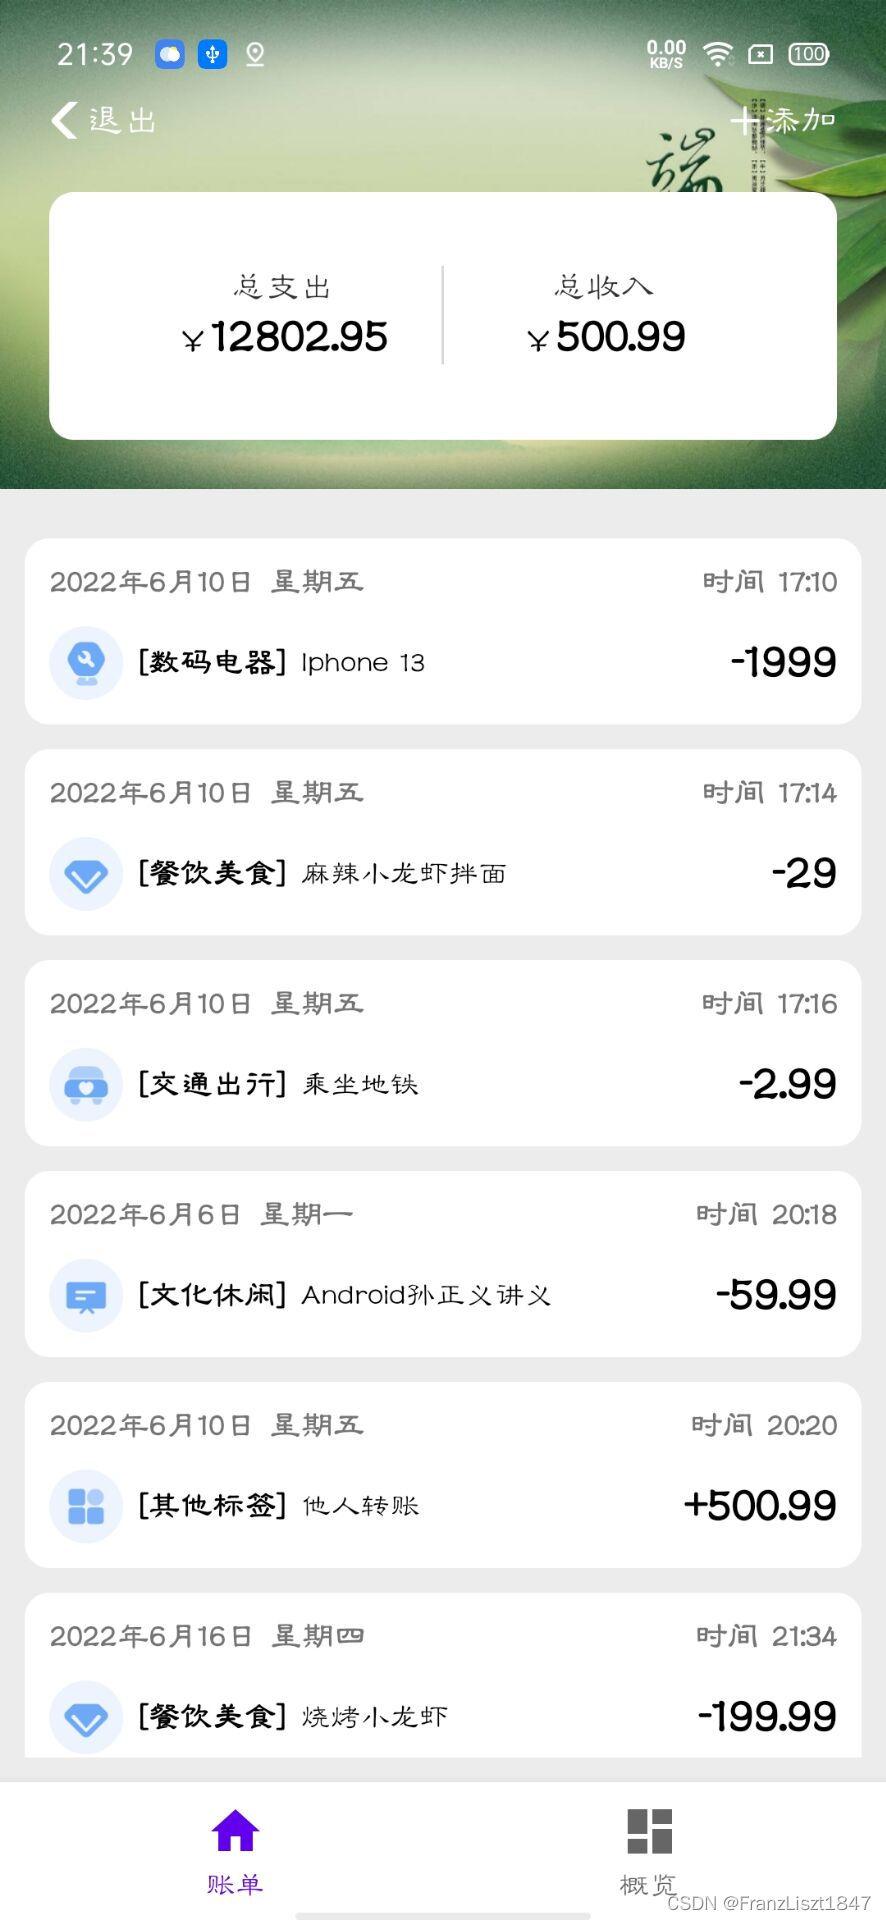 21:39 0.00 KB/S 100
退出 添加
端
总支出 总收入
¥12802.95 ¥500.99
2022年6月10日 星期五 时间 17:10
[数码电器] Iphone 13 -1999
2022年6月10日 星期五 时间 17:14
[餐饮美食] 麻辣小龙虾拌面 -29
2022年6月10日 星期五 时间 17:16
[交通出行] 乘坐地铁 -2.99
2022年6月6日 星期一 时间 20:18
[文化休闲] Android孙正义讲义 -59.99
2022年6月10日 星期五 时间 20:20
[其他标签] 他人转账 +500.99
2022年6月16日 星期四 时间 21:34
[餐饮美食] 烧烤小龙虾 -199.99
账单 概览
CSDN @FranzLiszt1847